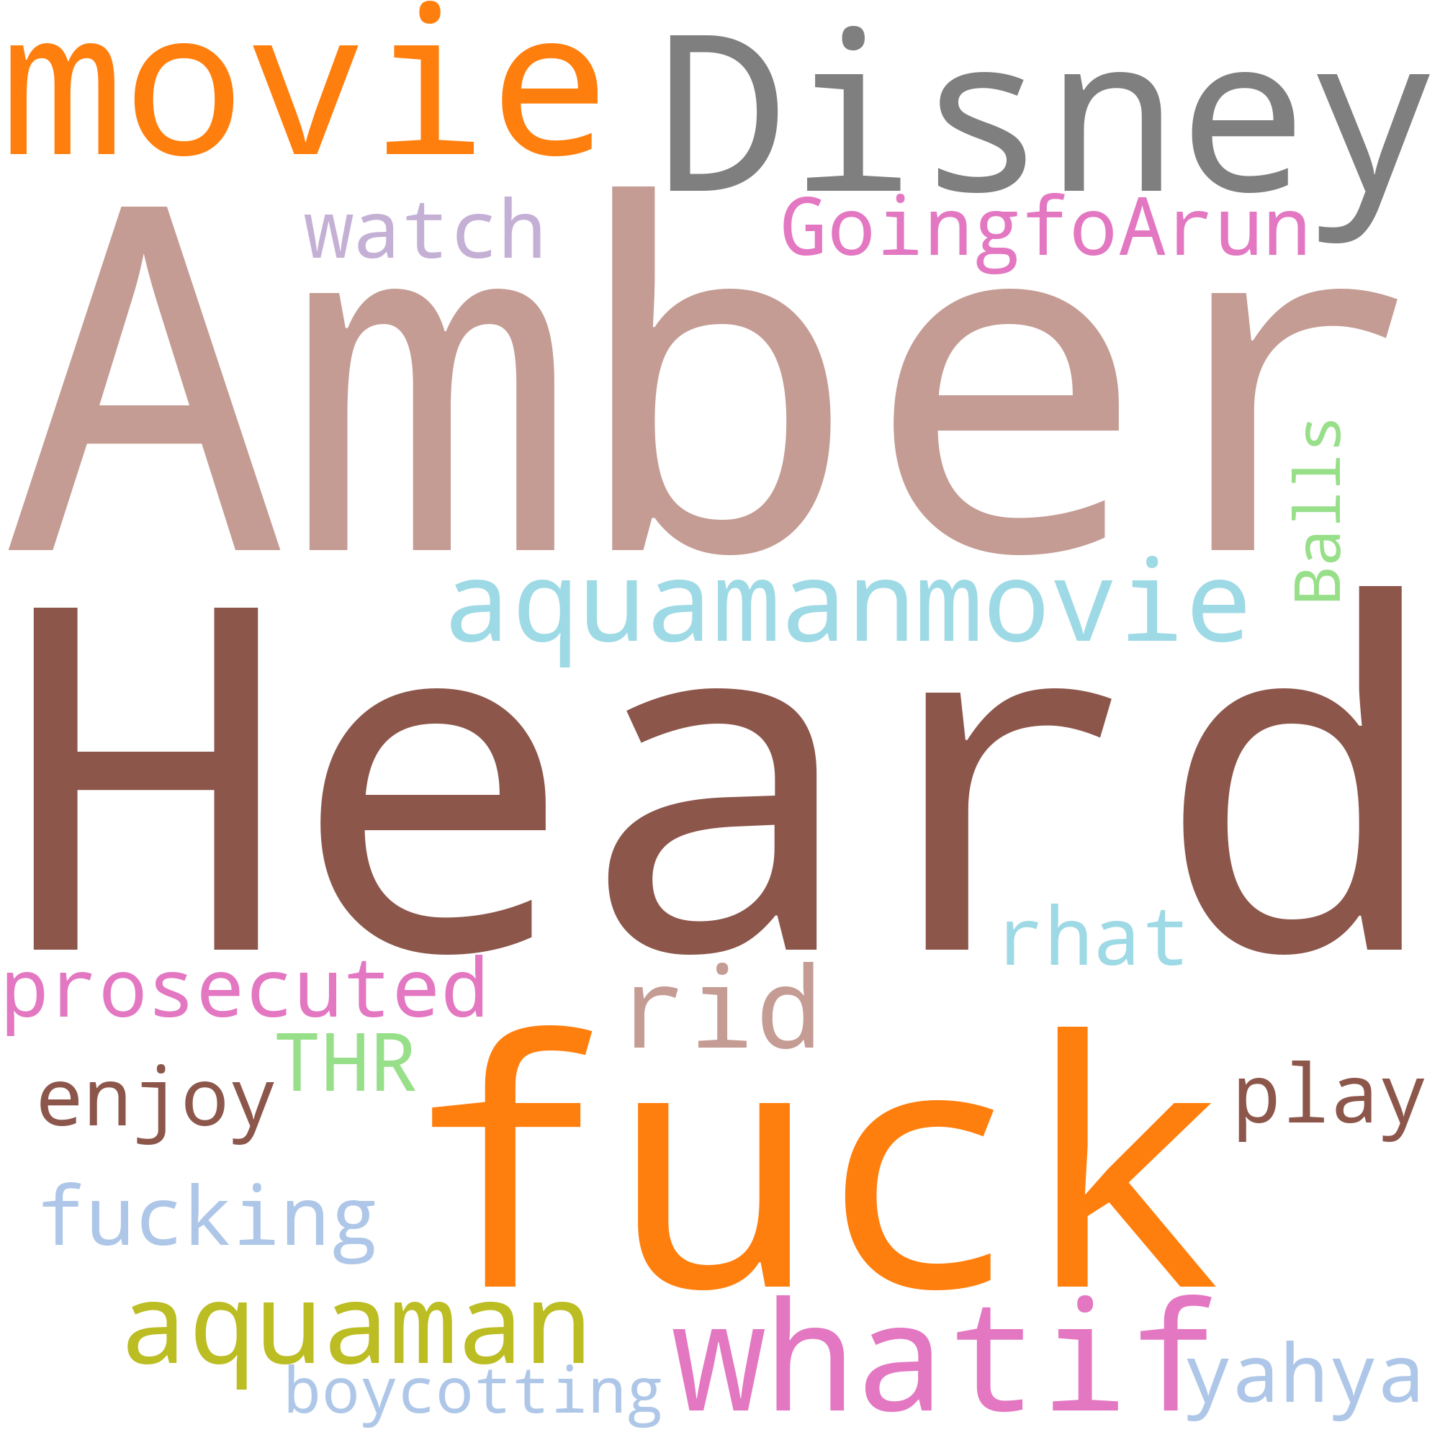 movie
Disney
watch
GoingfoArun
Amber
Balls
aquamanmovie
Heard
rhat
prosecuted
rid
THR
enjoy
fuck
play
fucking
aquaman
whatif
boycotting
yahya